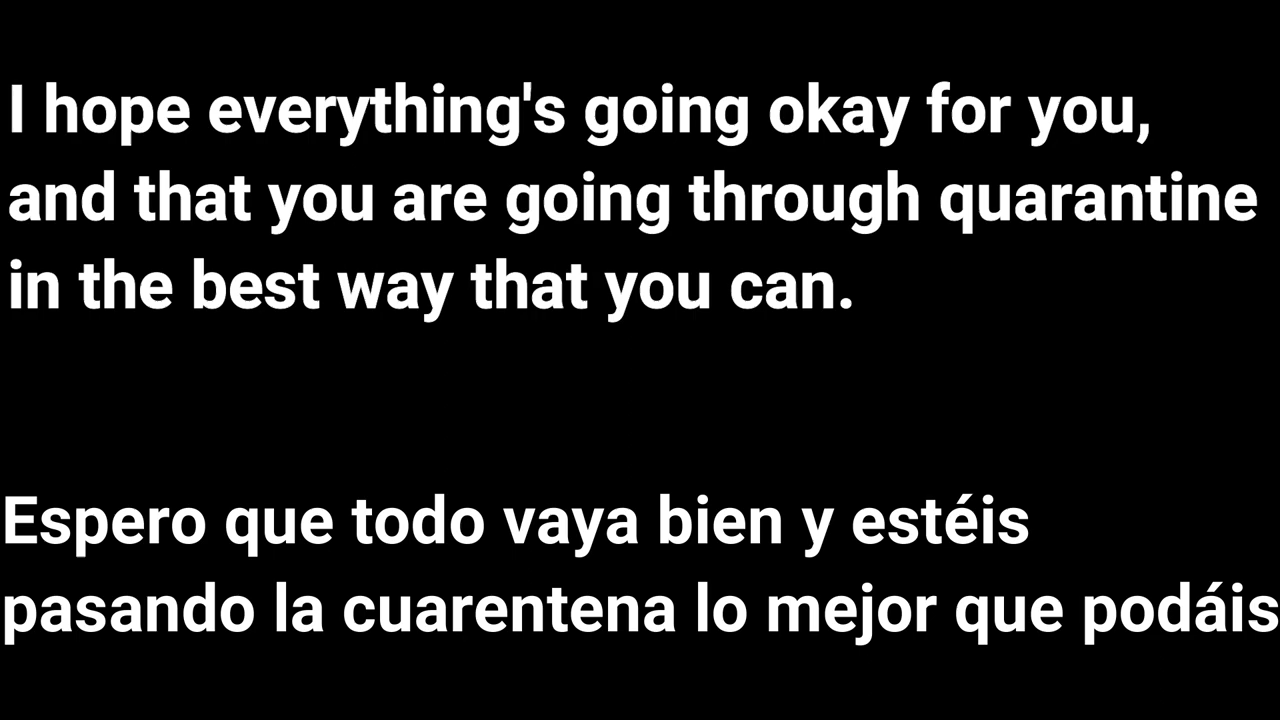 I hope everything's going okay for you,
and that you are going through quarantine
in the best way that you can.
Espero que todo vaya bien y estéis
pasando la cuarentena lo mejor que podáis